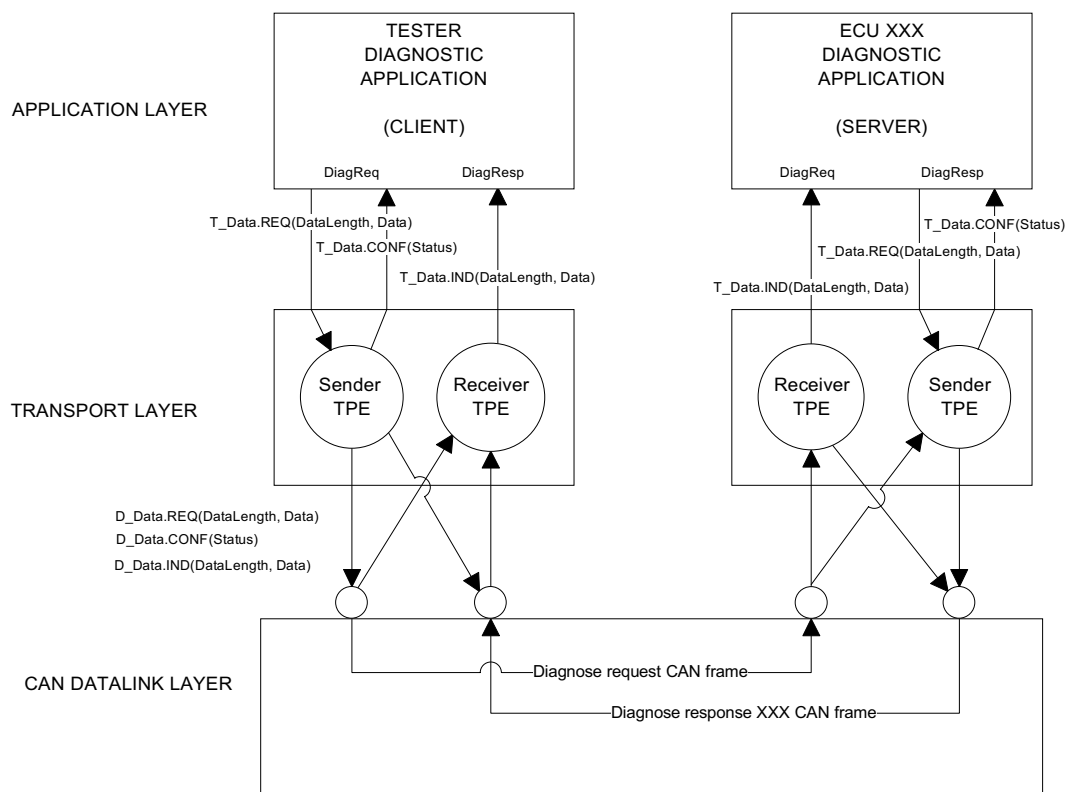 TESTER
DIAGNOSTIC
APPLICATION
(CLIENT)
DiagReq
DiagResp
ECU XXX
DIAGNOSTIC
APPLICATION
(SERVER)
DiagReq
DiagResp
APPLICATION LAYER
T_Data.REQ(DataLength, Data)
T_Data.CONF(Status)
T_Data.IND(DataLength, Data)
T_Data.CONF(Status)
T_Data.REQ(DataLength, Data)
T_Data.IND(DataLength, Data)
TRANSPORT LAYER
Sender
TPE
Receiver
TPE
Receiver
TPE
Sender
TPE
D_Data.REQ(DataLength, Data)
D_Data.CONF(Status)
D_Data.IND(DataLength, Data)
CAN DATALINK LAYER
Diagnose request CAN frame
Diagnose response XXX CAN frame